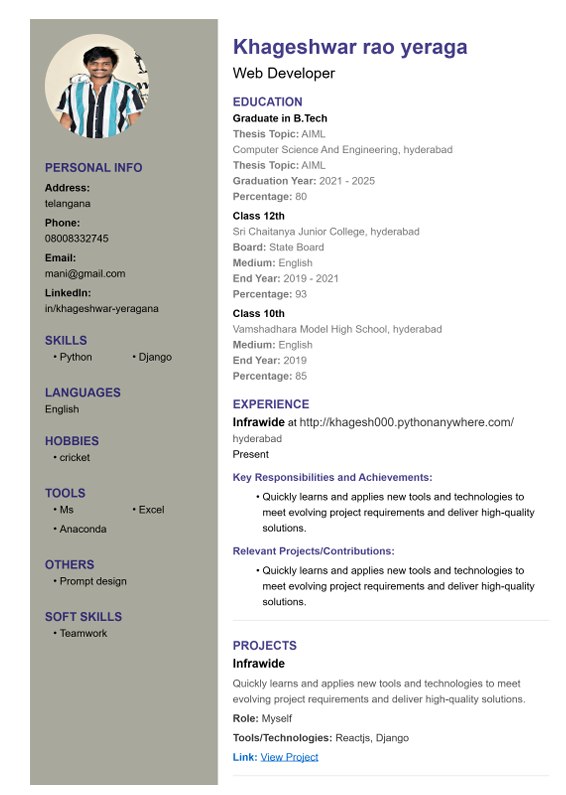 PERSONAL INFO
Address:
telangana
Phone:
08008332745
Email:
mani@gmail.com
LinkedIn:
in/khageshwar-yeragana
SKILLS
• Python • Django
LANGUAGES
English
HOBBIES
• cricket
TOOLS
• Ms • Excel
• Anaconda
OTHERS
• Prompt design
SOFT SKILLS
• Teamwork
Khageshwar rao yeraga
Web Developer
EDUCATION
Graduate in B.Tech
Thesis Topic: AIML
Computer Science And Engineering, hyderabad
Thesis Topic: AIML
Graduation Year: 2021 - 2025
Percentage: 80
Class 12th
Sri Chaitanya Junior College, hyderabad
Board: State Board
Medium: English
End Year: 2019 - 2021
Percentage: 93
Class 10th
Vamshadhara Model High School, hyderabad
Medium: English
End Year: 2019
Percentage: 85
EXPERIENCE
Infrawide at http://khagesh000.pythonanywhere.com/
hyderabad
Present
Key Responsibilities and Achievements:
• Quickly learns and applies new tools and technologies to
meet evolving project requirements and deliver high-quality
solutions.
Relevant Projects/Contributions:
• Quickly learns and applies new tools and technologies to
meet evolving project requirements and deliver high-quality
solutions.
PROJECTS
Infrawide
Quickly learns and applies new tools and technologies to meet
evolving project requirements and deliver high-quality solutions.
Role: Myself
Tools/Technologies: Reactjs, Django
Link: View Project